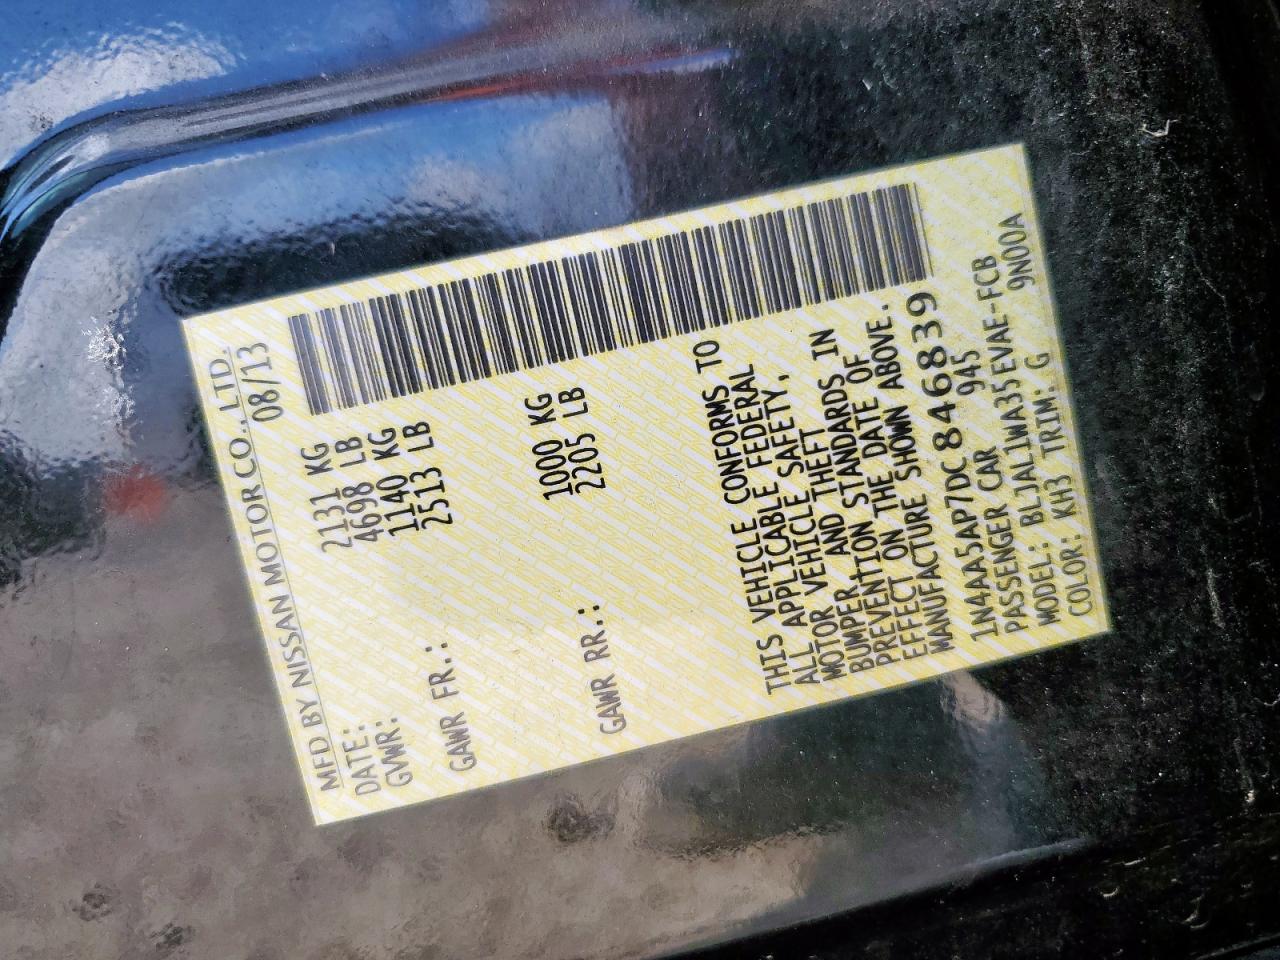 MFD BY NISSAN MOTOR CO., LTD.
DATE: 08/13
GVWR: 2131 KG
4698 LB
GAWR FR.: 1140 KG
2513 LB
GAWR RR.: 1000 KG
2205 LB
THIS VEHICLE CONFORMS TO
ALL APPLICABLE FEDERAL
MOTOR VEHICLE SAFETY,
BUMPER AND THEFT
PREVENTION STANDARDS IN
EFFECT ON THE DATE OF
MANUFACTURE SHOWN ABOVE.
1N4AA5AP7DC846839
PASSENGER CAR 945
MODEL: BLJALJWA35EVAE-FCB
COLOR: KH3 TRIM: G 9N00A